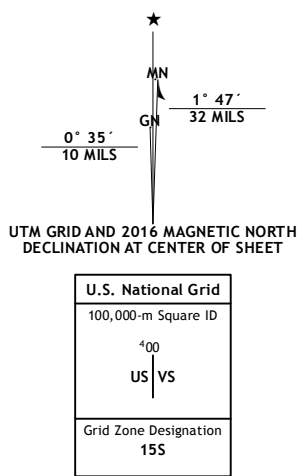 ★
MN
1° 47´
32 MILS
GN
0° 35´
10 MILS
UTM GRID AND 2016 MAGNETIC NORTH
DECLINATION AT CENTER OF SHEET
U.S. National Grid
100,000-m Square ID
⁴00
US VS
Grid Zone Designation
15S